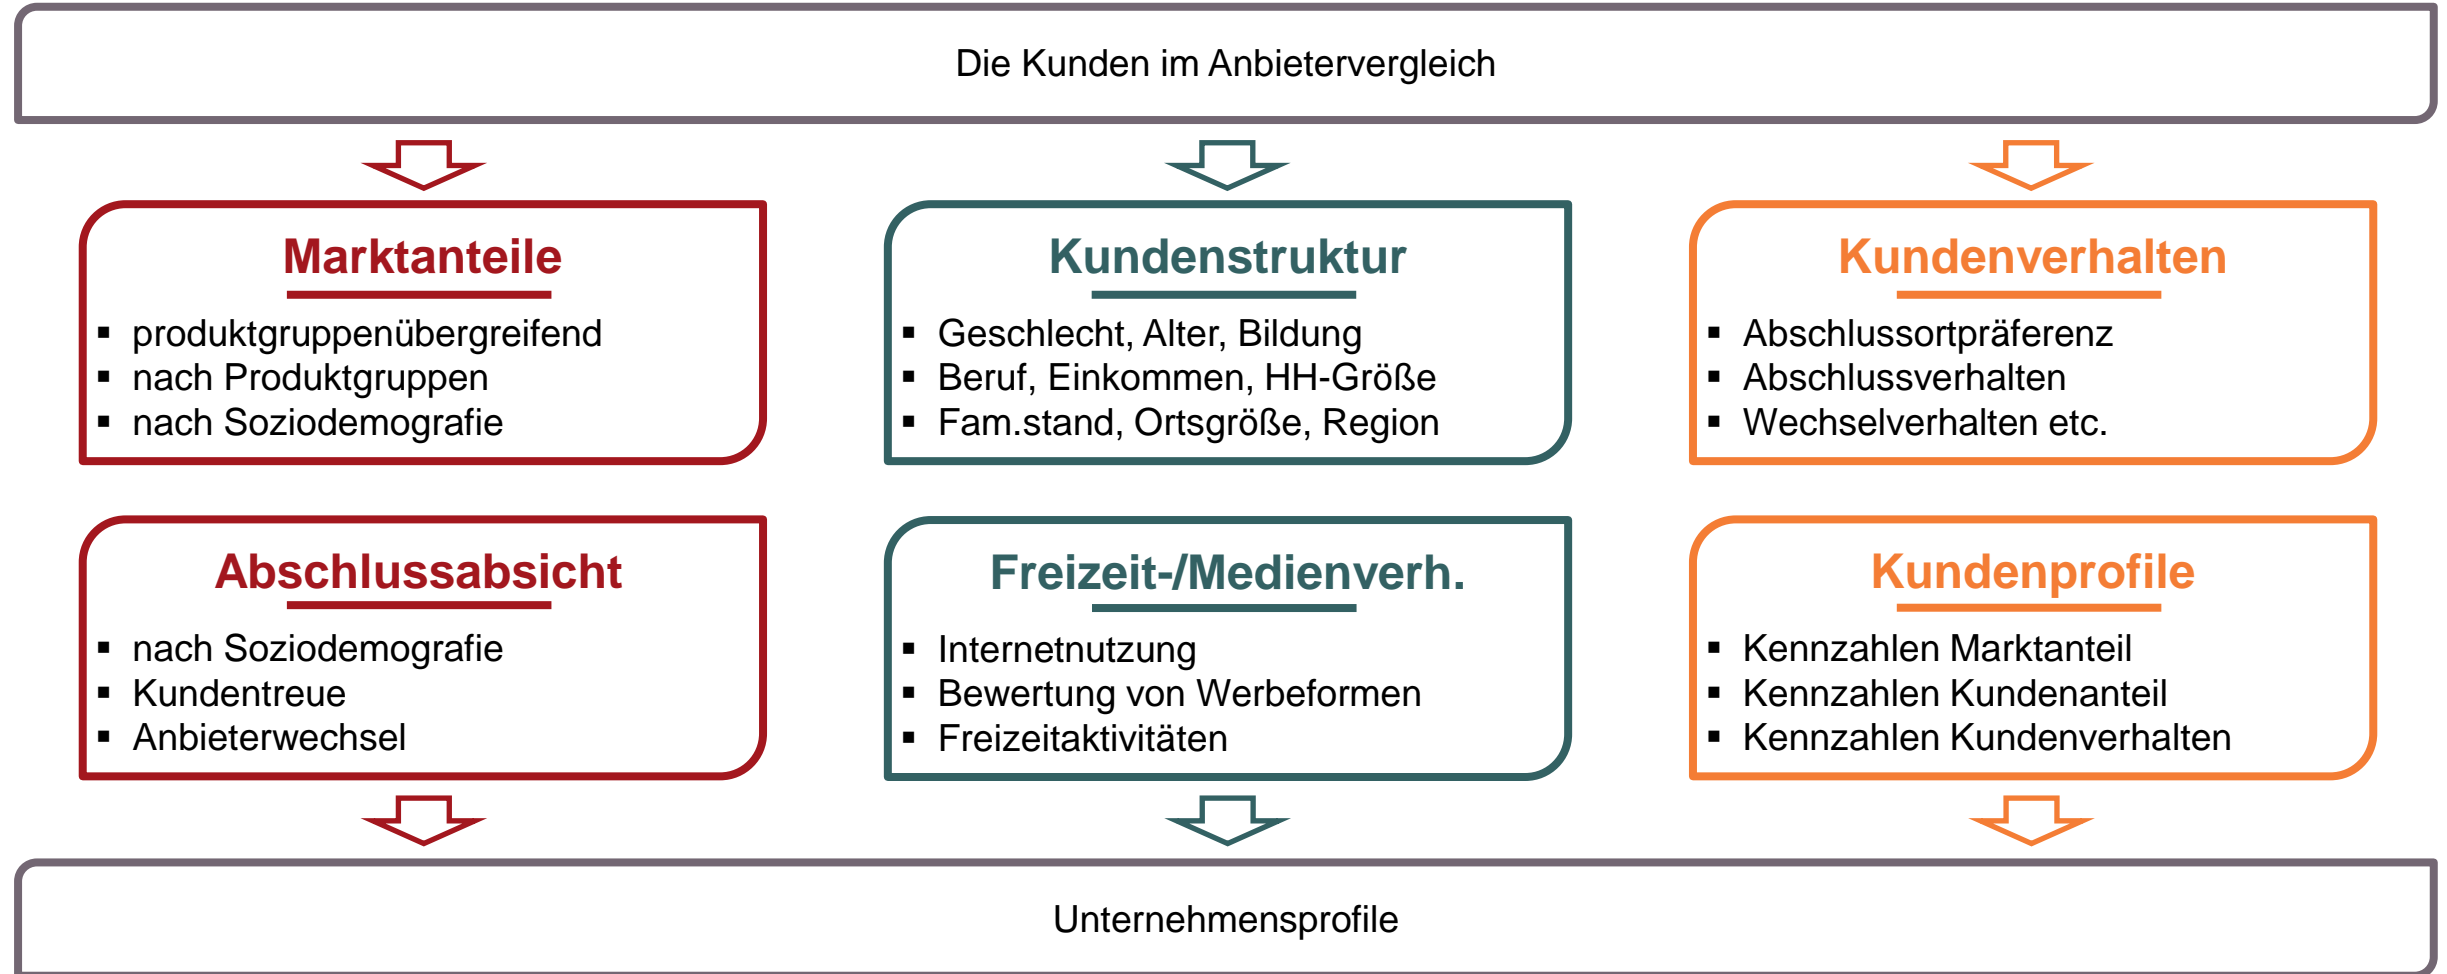 Die Kunden im Anbietervergleich
Marktanteile
▪ produktgruppenübergreifend
▪ nach Produktgruppen
▪ nach Soziodemografie
Kundenstruktur
▪ Geschlecht, Alter, Bildung
▪ Beruf, Einkommen, HH-Größe
▪ Fam.stand, Ortsgröße, Region
Kundenverhalten
▪ Abschlussortpräferenz
▪ Abschlussverhalten
▪ Wechselverhalten etc.
Abschlussabsicht
▪ nach Soziodemografie
▪ Kundentreue
▪ Anbieterwechsel
Freizeit-/Medienverh.
▪ Internetnutzung
▪ Bewertung von Werbeformen
▪ Freizeitaktivitäten
Kundenprofile
▪ Kennzahlen Marktanteil
▪ Kennzahlen Kundenanteil
▪ Kennzahlen Kundenverhalten
Unternehmensprofile